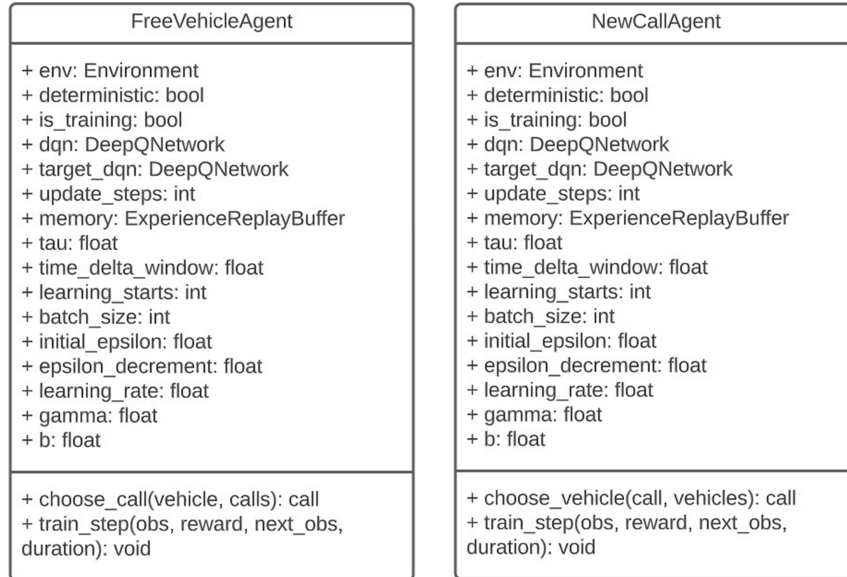 FreeVehicleAgent
+ env: Environment
+ deterministic: bool
+ is_training: bool
+ dqn: DeepQNetwork
+ target_dqn: DeepQNetwork
+ update_steps: int
+ memory: ExperienceReplayBuffer
+ tau: float
+ time_delta_window: float
+ learning_starts: int
+ batch_size: int
+ initial_epsilon: float
+ epsilon_decrement: float
+ learning_rate: float
+ gamma: float
+ b: float
+ choose_call(vehicle, calls): call
+ train_step(obs, reward, next_obs,
duration): void
NewCallAgent
+ env: Environment
+ deterministic: bool
+ is_training: bool
+ dqn: DeepQNetwork
+ target_dqn: DeepQNetwork
+ update_steps: int
+ memory: ExperienceReplayBuffer
+ tau: float
+ time_delta_window: float
+ learning_starts: int
+ batch_size: int
+ initial_epsilon: float
+ epsilon_decrement: float
+ learning_rate: float
+ gamma: float
+ b: float
+ choose_vehicle(call, vehicles): call
+ train_step(obs, reward, next_obs,
duration): void